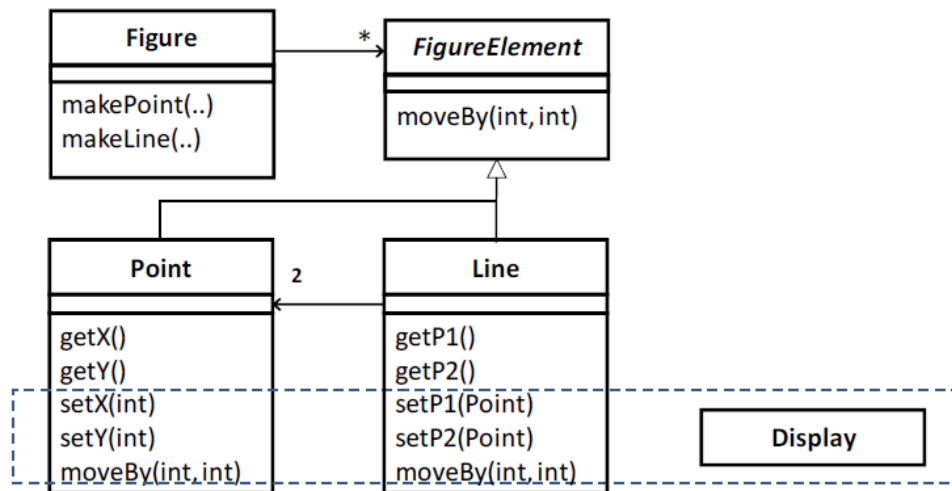 Figure
*
FigureElement
makePoint(..)
makeLine(..)
moveBy(int, int)
Point
2
Line
getX()
getY()
setX(int)
setY(int)
moveBy(int, int)
getP1()
getP2()
setP1(Point)
setP2(Point)
moveBy(int, int)
Display